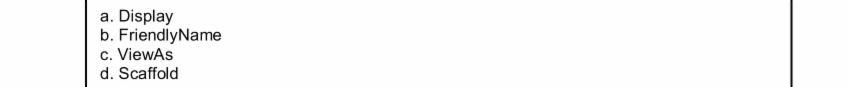 a. Display
b. FriendlyName
c. ViewAs
d. Scaffold